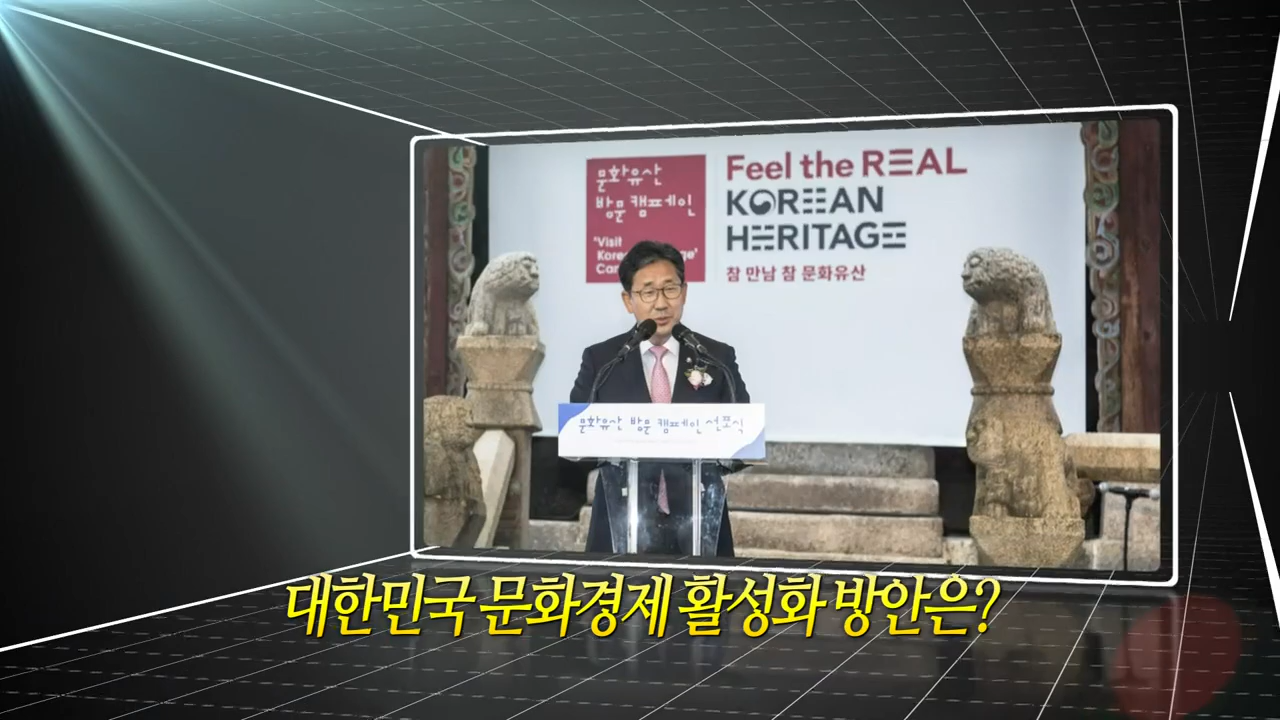 문화유산
방문 캠페인
'Visit
Feel the REAL
KOREAN
HERITAGE
참 만남 참 문화유산
문화유산 방문 캠페인 선포식
대한민국 문화경제 활성화 방안은?